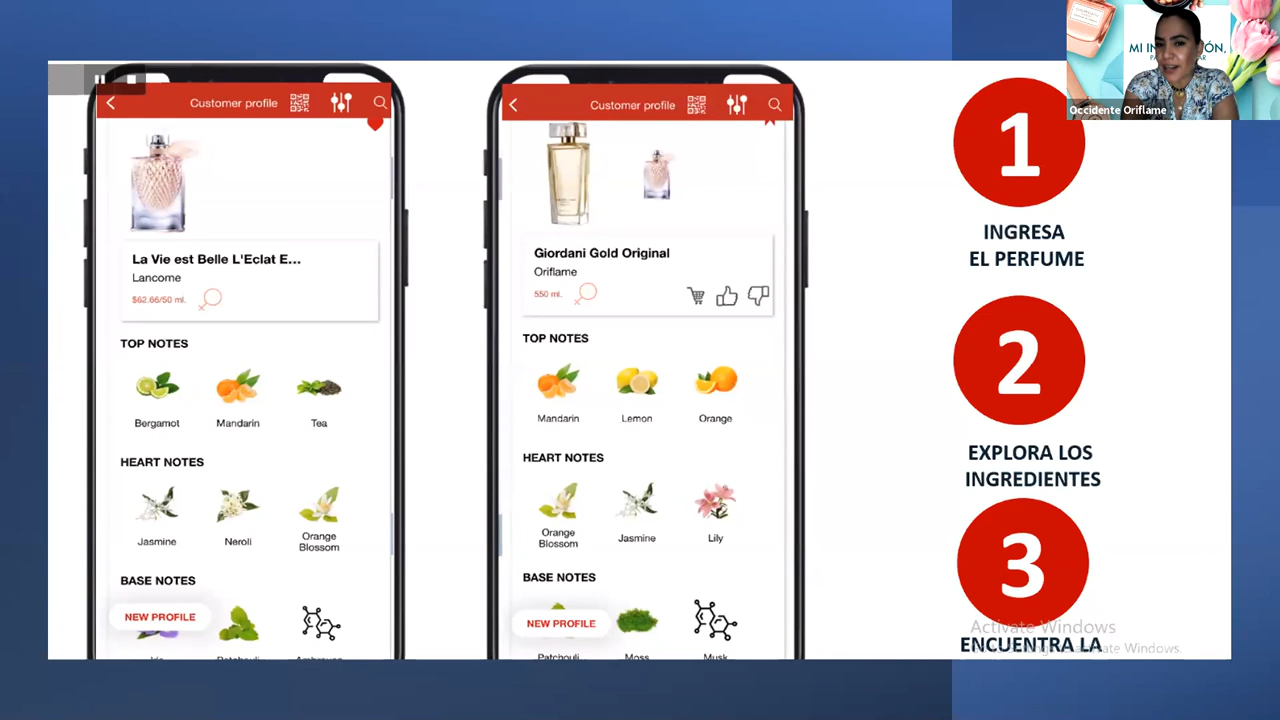 Customer profile
La Vie est Belle L'Eclat E...
Lancome
$62.66/50 ml.
TOP NOTES
Bergamot
Mandarin
Tea
HEART NOTES
Jasmine
Neroli
Orange
Blossom
BASE NOTES
NEW PROFILE
Patchouli
Customer profile
Giordani Gold Original
Oriflame
550 ml.
TOP NOTES
Mandarin
Lemon
Orange
HEART NOTES
Orange
Blossom
Jasmine
Lily
BASE NOTES
NEW PROFILE
Patchouli
Moss
Musk
1
INGRESA
EL PERFUME
2
EXPLORA LOS
INGREDIENTES
3
ENCUENTRA LA
Activate Windows
Occidente Oriflame